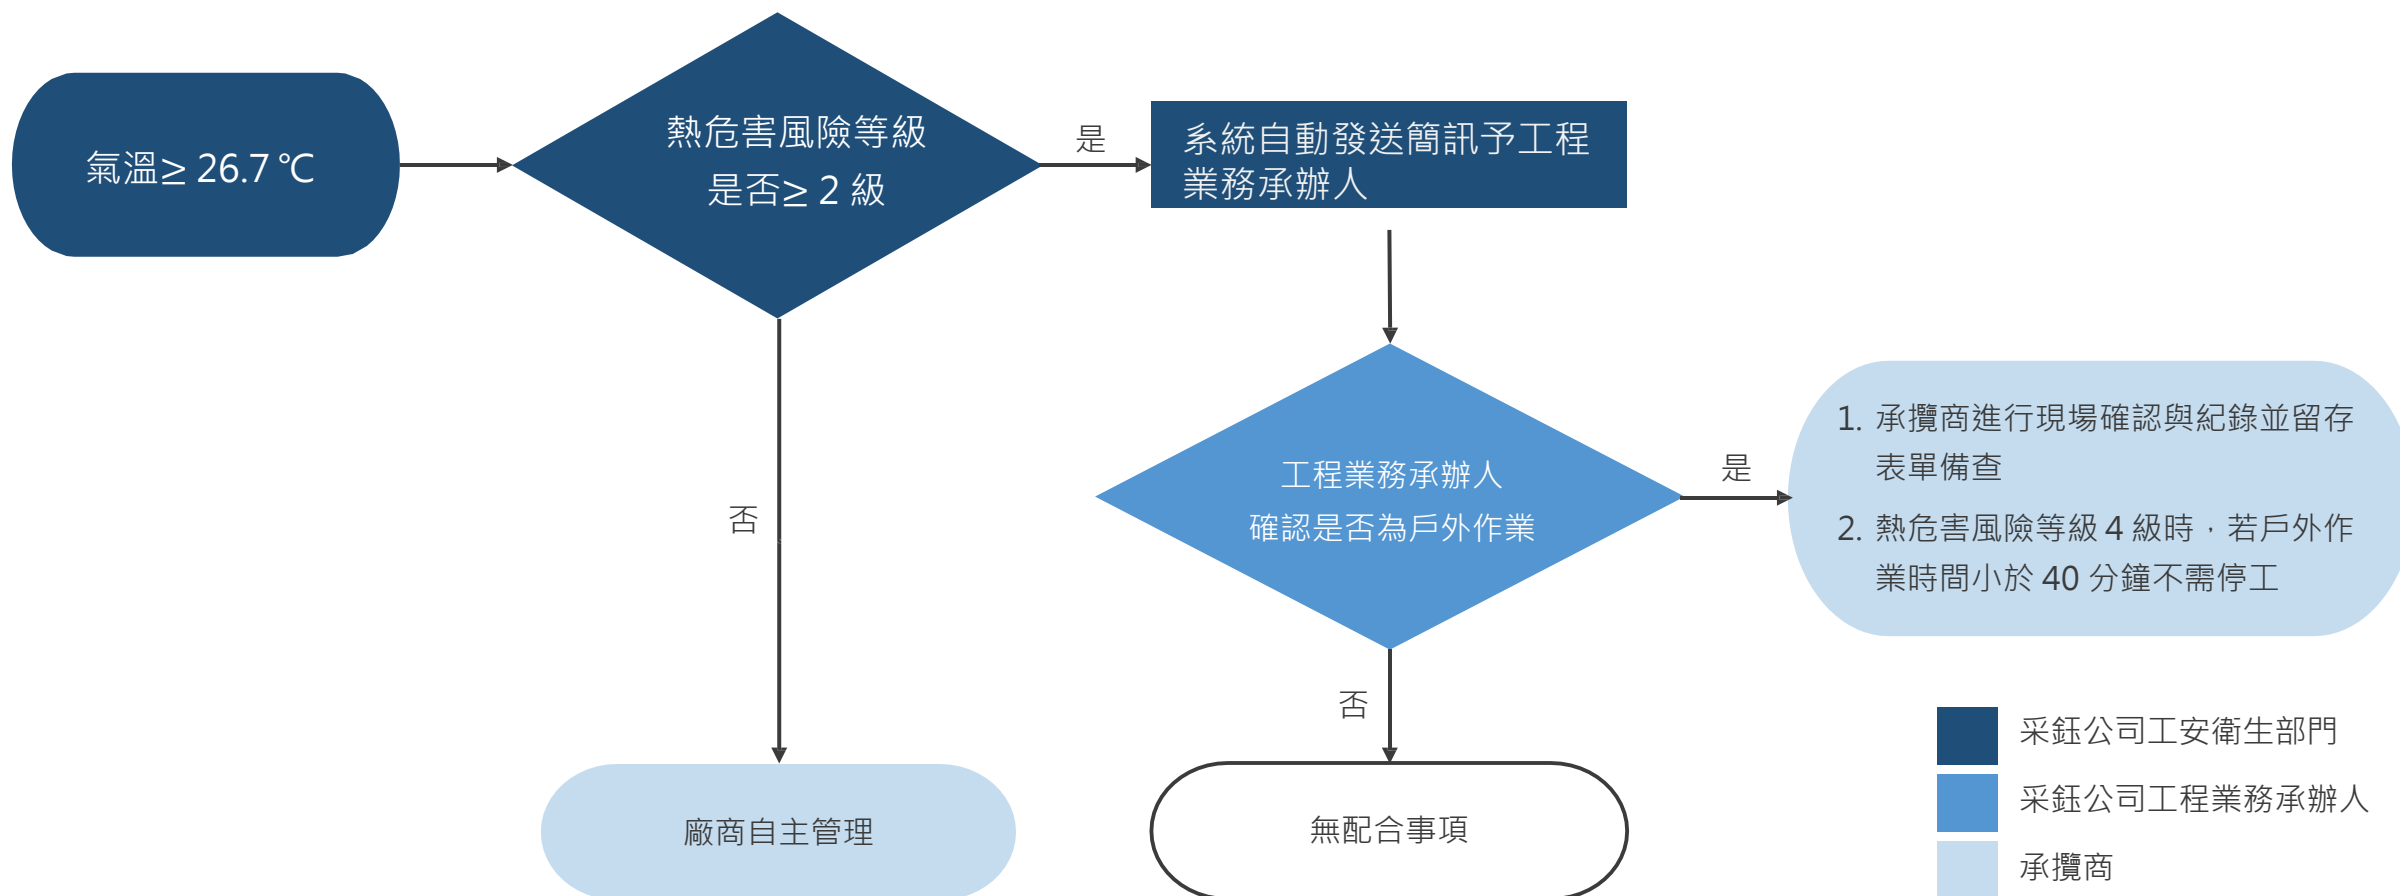 氣溫≥ 26.7 ℃
熱危害風險等級
是否≥ 2 級
是
系統自動發送簡訊予工程
業務承辦人
否
工程業務承辦人
確認是否為戶外作業
是
1. 承攬商進行現場確認與紀錄並留存
表單備查
2. 熱危害風險等級 4 級時，若戶外作
業時間小於 40 分鐘不需停工
否
廠商自主管理
無配合事項
采鈺公司工安衛生部門
采鈺公司工程業務承辦人
承攬商